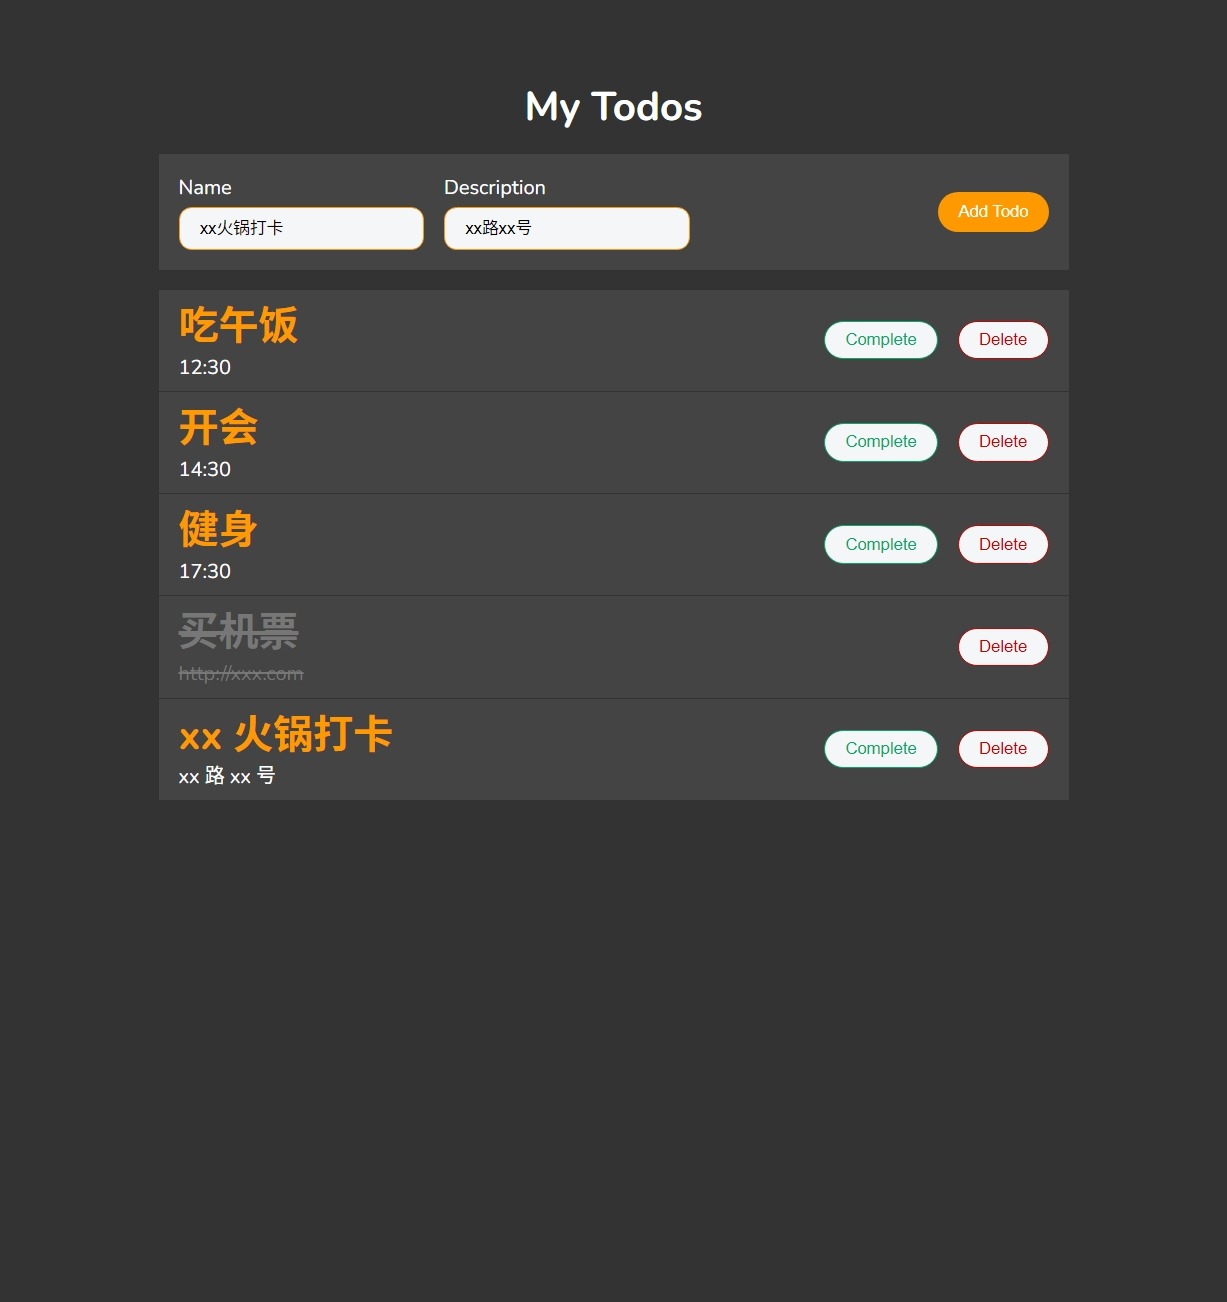 My Todos
Name
Description
xx火锅打卡
xx路xx号
Add Todo
吃午饭
12:30
Complete
Delete
开会
14:30
Complete
Delete
健身
17:30
Complete
Delete
买机票
http://xxx.com
Delete
xx 火锅打卡
xx 路 xx 号
Complete
Delete